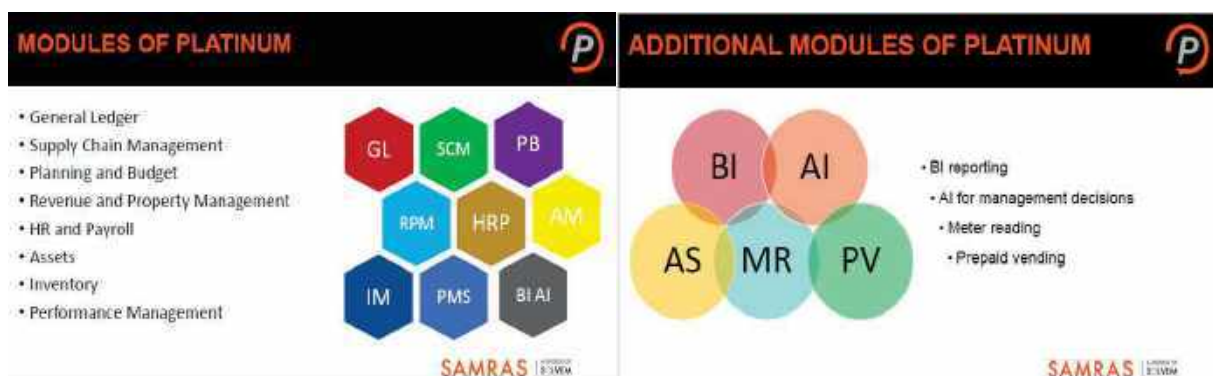 MODULES OF PLATINUM
P
• General Ledger
• Supply Chain Management
• Planning and Budget
• Revenue and Property Management
• HR and Payroll
• Assets
• Inventory
• Performance Management
GL SCM PB
RPM HRP AM
IM PMS BI AI
SAMRAS
ADDITIONAL MODULES OF PLATINUM
P
BI AI
AS MR PV
• BI reporting
• AI for management decisions
• Meter reading
• Prepaid vending
SAMRAS